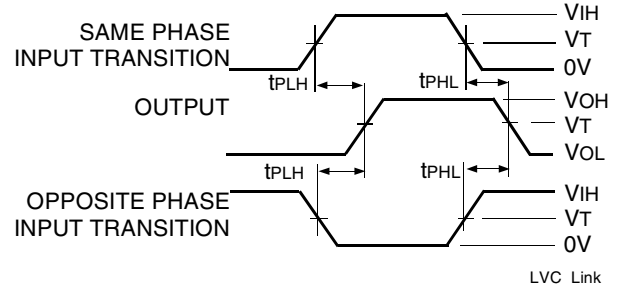 SAME PHASE
INPUT TRANSITION
VIH
VT
0V
tPLH
tPHL
OUTPUT
VOH
VT
VOL
tPLH
tPHL
OPPOSITE PHASE
INPUT TRANSITION
VIH
VT
0V
LVC Link